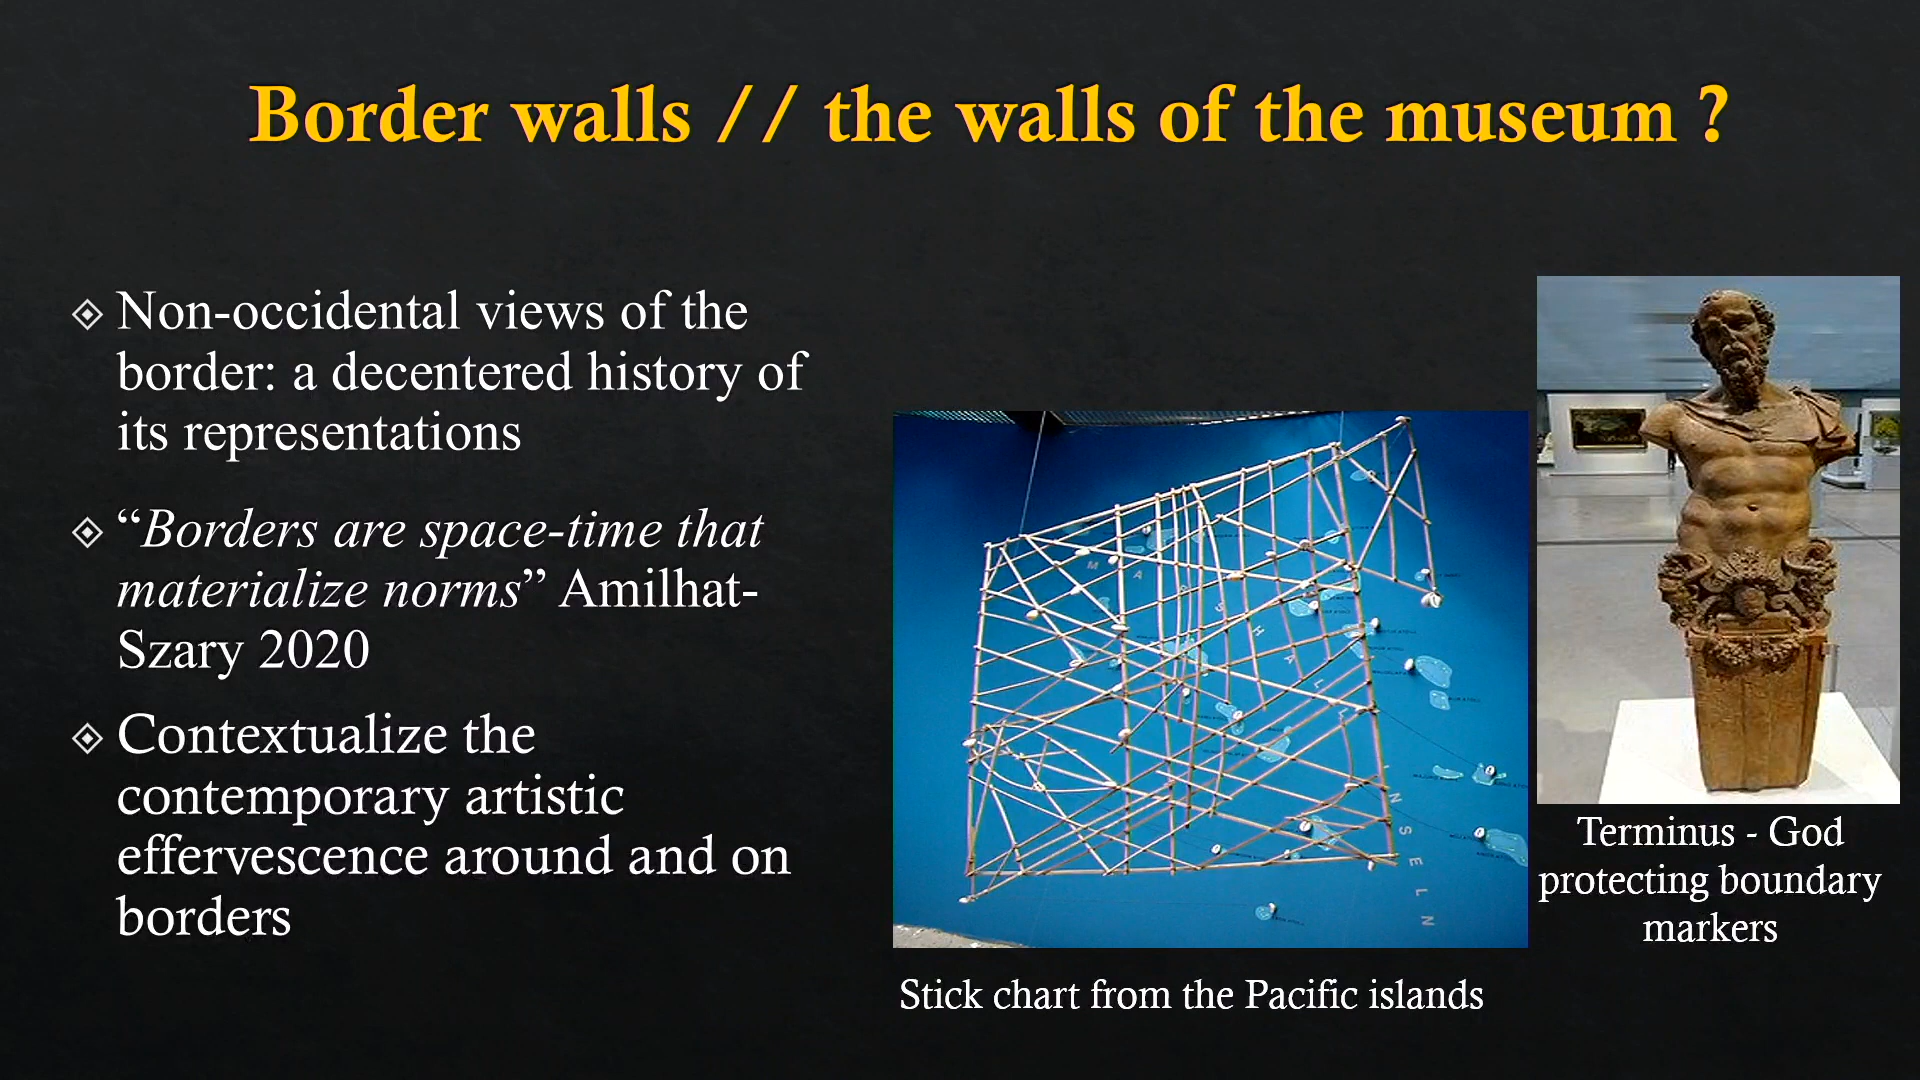 Border walls // the walls of the museum ?
Non-occidental views of the
border: a decentered history of
its representations
“Borders are space-time that
materialize norms” Amilhat-
Szary 2020
Contextualize the
contemporary artistic
effervescence around and on
borders
MARSHALL INSELN
Stick chart from the Pacific islands
Terminus - God
protecting boundary
markers